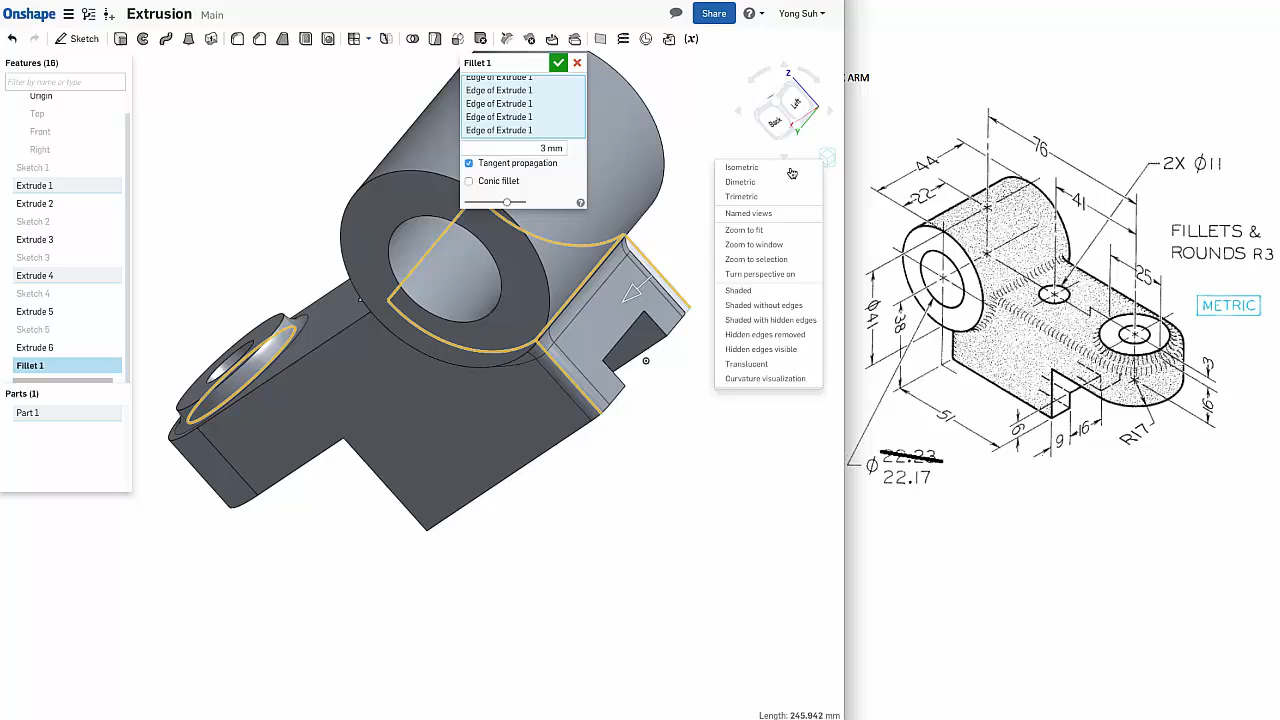 Onshape
Extrusion
Main
Share
Yong Suh
Sketch
(x)
Features (16)
Filter by name or type
Origin
Top
Front
Right
Sketch 1
Extrude 1
Extrude 2
Sketch 2
Extrude 3
Sketch 3
Extrude 4
Sketch 4
Extrude 5
Sketch 5
Extrude 6
Fillet 1
Parts (1)
Part 1
Fillet 1
Edge of Extrude 1
Edge of Extrude 1
Edge of Extrude 1
Edge of Extrude 1
Edge of Extrude 1
3 mm
Tangent propagation
Conic fillet
Z
Left
Back
X
Y
Isometric
Dimetric
Trimetric
Named views
Zoom to fit
Zoom to window
Zoom to selection
Turn perspective on
Shaded
Shaded without edges
Shaded with hidden edges
Hidden edges removed
Hidden edges visible
Translucent
Curvature visualization
Length: 245.942 mm
ARM
76
44
2X Ø11
22
41
25
FILLETS &
ROUNDS R3
METRIC
Ø41
38
3
16
51
6
9
16
R17
Ø 22.23
22.17